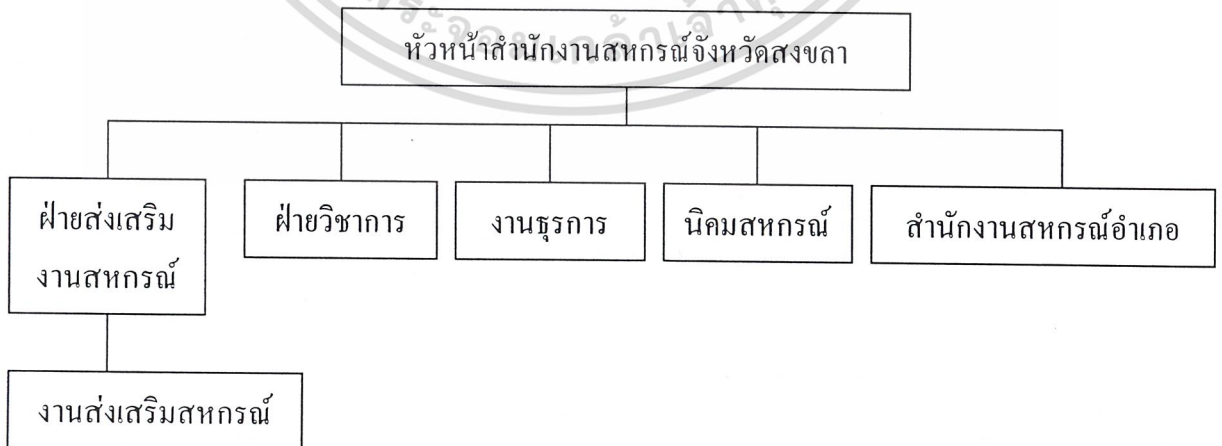 หัวหน้าสำนักงานสหกรณ์จังหวัดสงขลา
ฝ่ายส่งเสริม
งานสหกรณ์
ฝ่ายวิชาการ
งานธุรการ
นิคมสหกรณ์
สำนักงานสหกรณ์อำเภอ
งานส่งเสริมสหกรณ์